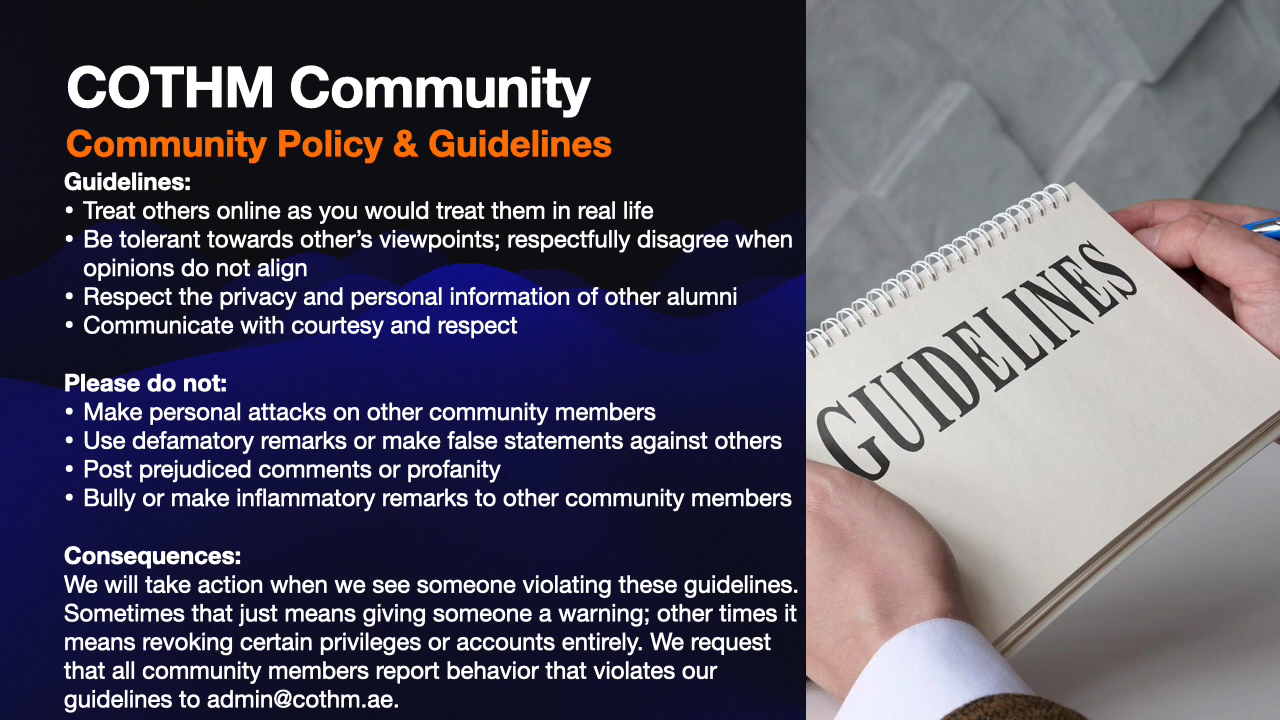 COTHM Community
Community Policy & Guidelines
Guidelines:
• Treat others online as you would treat them in real life
• Be tolerant towards other’s viewpoints; respectfully disagree when
opinions do not align
• Respect the privacy and personal information of other alumni
• Communicate with courtesy and respect
Please do not:
• Make personal attacks on other community members
• Use defamatory remarks or make false statements against others
• Post prejudiced comments or profanity
• Bully or make inflammatory remarks to other community members
Consequences:
We will take action when we see someone violating these guidelines.
Sometimes that just means giving someone a warning; other times it
means revoking certain privileges or accounts entirely. We request
that all community members report behavior that violates our
guidelines to admin@cothm.ae.
GUIDELINES